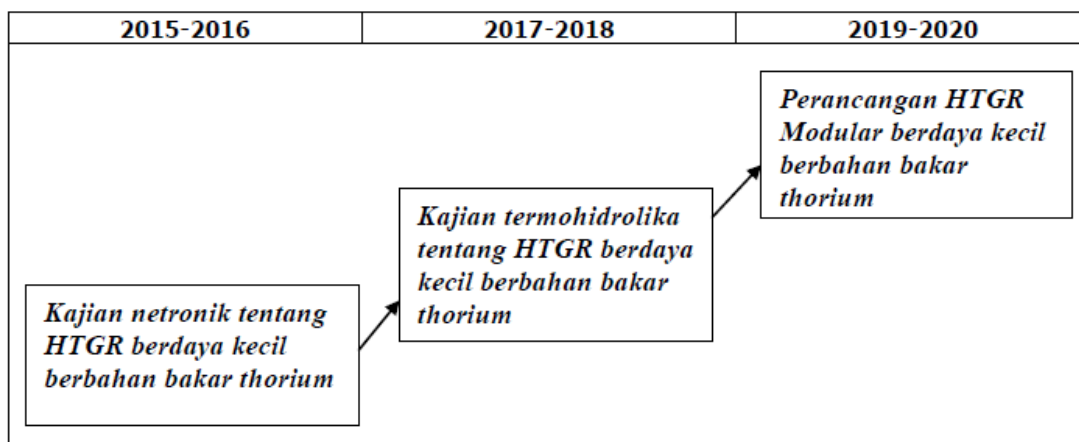 2015-2016
2017-2018
2019-2020
Perancangan HTGR
Modular berdaya kecil
berbahan bakar
thorium
Kajian termohidrolika
tentang HTGR berdaya
kecil berbahan bakar
thorium
Kajian netronik tentang
HTGR berdaya kecil
berbahan bakar thorium